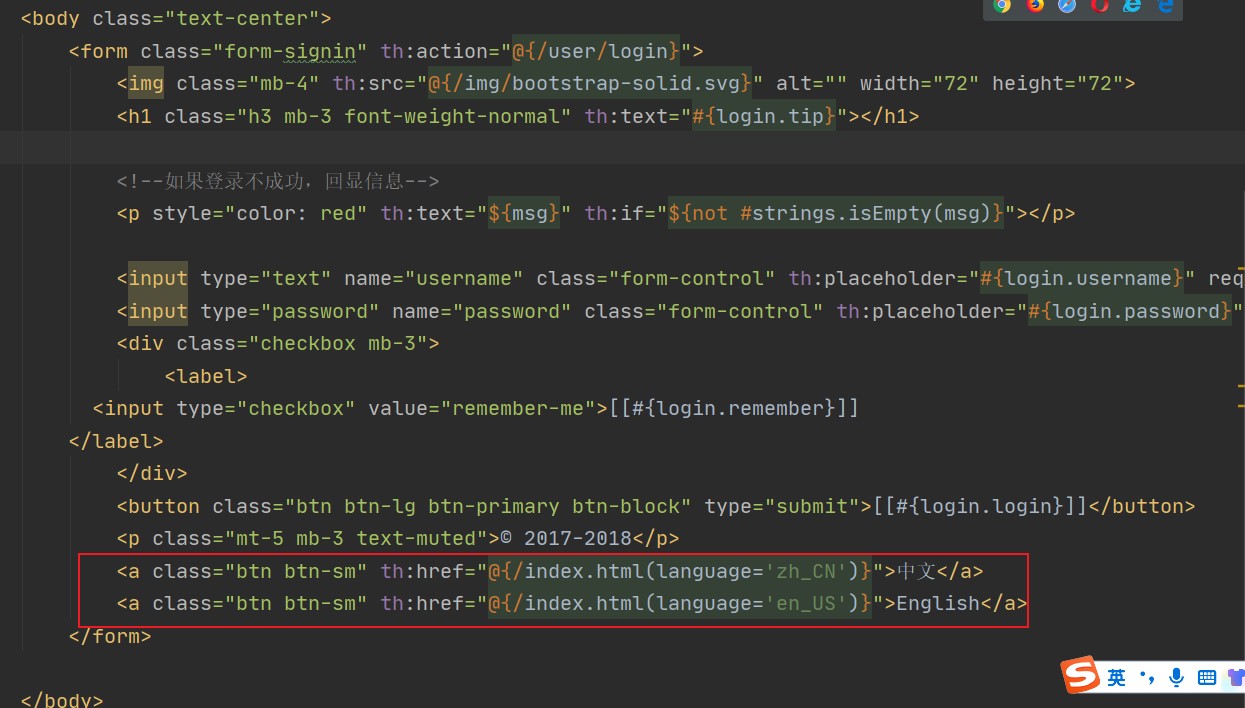 <body class="text-center">
<form class="form-signin" th:action="@{/user/login}">
<img class="mb-4" th:src="@{/img/bootstrap-solid.svg}" alt="" width="72" height="72">
<h1 class="h3 mb-3 font-weight-normal" th:text="#{login.tip}"></h1>
<!--如果登录不成功，回显信息-->
<p style="color: red" th:text="${msg}" th:if="${not #strings.isEmpty(msg)}"></p>
<input type="text" name="username" class="form-control" th:placeholder="#{login.username}" req
<input type="password" name="password" class="form-control" th:placeholder="#{login.password}"
<div class="checkbox mb-3">
<label>
<input type="checkbox" value="remember-me">[[#{login.remember}]]
</label>
</div>
<button class="btn btn-lg btn-primary btn-block" type="submit">[[#{login.login}]]</button>
<p class="mt-5 mb-3 text-muted">© 2017-2018</p>
<a class="btn btn-sm" th:href="@{/index.html(language='zh_CN')}">中文</a>
<a class="btn btn-sm" th:href="@{/index.html(language='en_US')}">English</a>
</form>
英
</body>